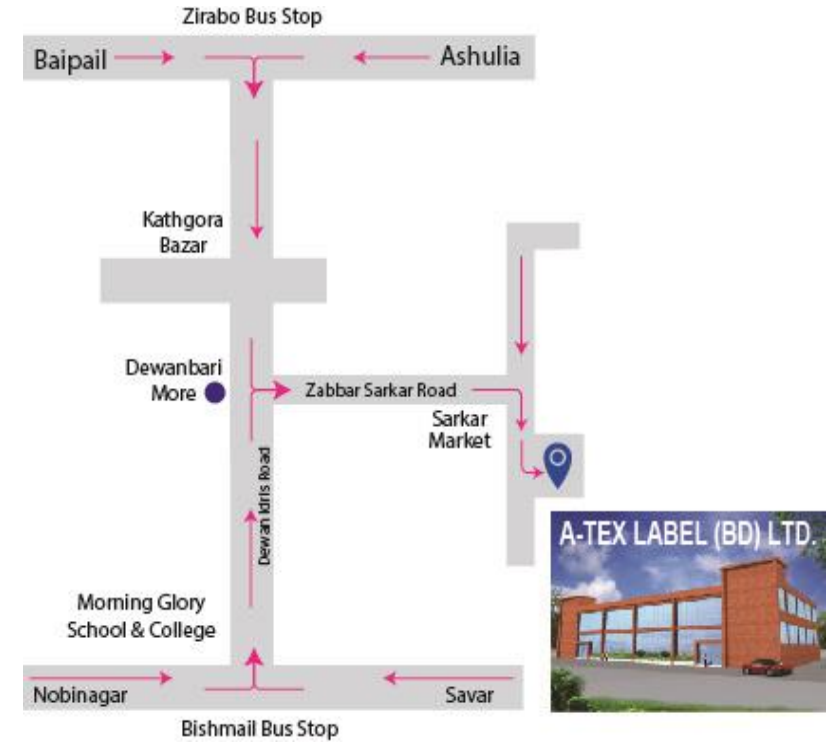 Zirabo Bus Stop
Baipail
Ashulia
Kathgora
Bazar
Dewanbari
More
Zabbar Sarkar Road
Sarkar
Market
Dewan Idris Road
A-TEX LABEL (BD) LTD.
Morning Glory
School & College
Nobinagar
Savar
Bishmail Bus Stop